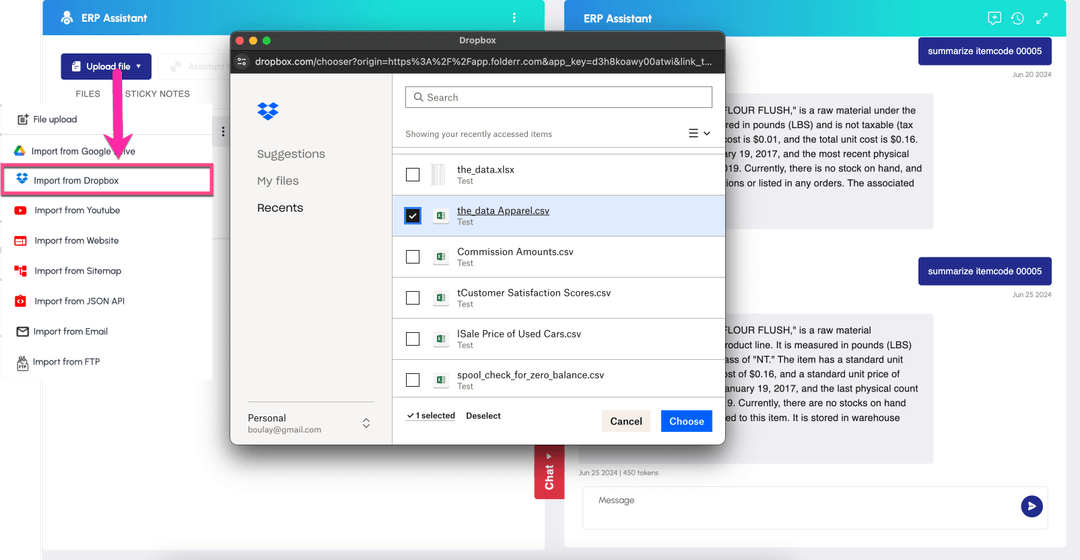 ERP Assistant
Upload file
FILES
STICKY NOTES
File upload
Import from Google Drive
Import from Dropbox
Import from Youtube
Import from Website
Import from Sitemap
Import from JSON API
Import from Email
Import from FTP
Dropbox
dropbox.com/chooser?origin=https%3A%2F%2Fapp.folderr.com&app_key=d3h8koawy00atwi&link_t...
Suggestions
My files
Recents
Personal
boulay@gmail.com
Search
Showing your recently accessed items
the_data.xlsx
Test
the_data Apparel.csv
Test
Commission Amounts.csv
Test
tCustomer Satisfaction Scores.csv
Test
lSale Price of Used Cars.csv
Test
spool_check_for_zero_balance.csv
Test
1 selected
Deselect
Cancel
Choose
Chat
ERP Assistant
summarize itemcode 00005
Jun 20 2024
FLOUR FLUSH," is a raw material under the
red in pounds (LBS) and is not taxable (tax
cost is $0.01, and the total unit cost is $0.16.
ary 19, 2017, and the most recent physical
019. Currently, there is no stock on hand, and
tions or listed in any orders. The associated
summarize itemcode 00005
Jun 25 2024
FLOUR FLUSH," is a raw material
product line. It is measured in pounds (LBS)
ass of "NT." The item has a standard unit
ost of $0.16, and a standard unit price of
anuary 19, 2017, and the last physical count
9. Currently, there are no stocks on hand
ed to this item. It is stored in warehouse
Jun 25 2024 | 450 tokens
Message